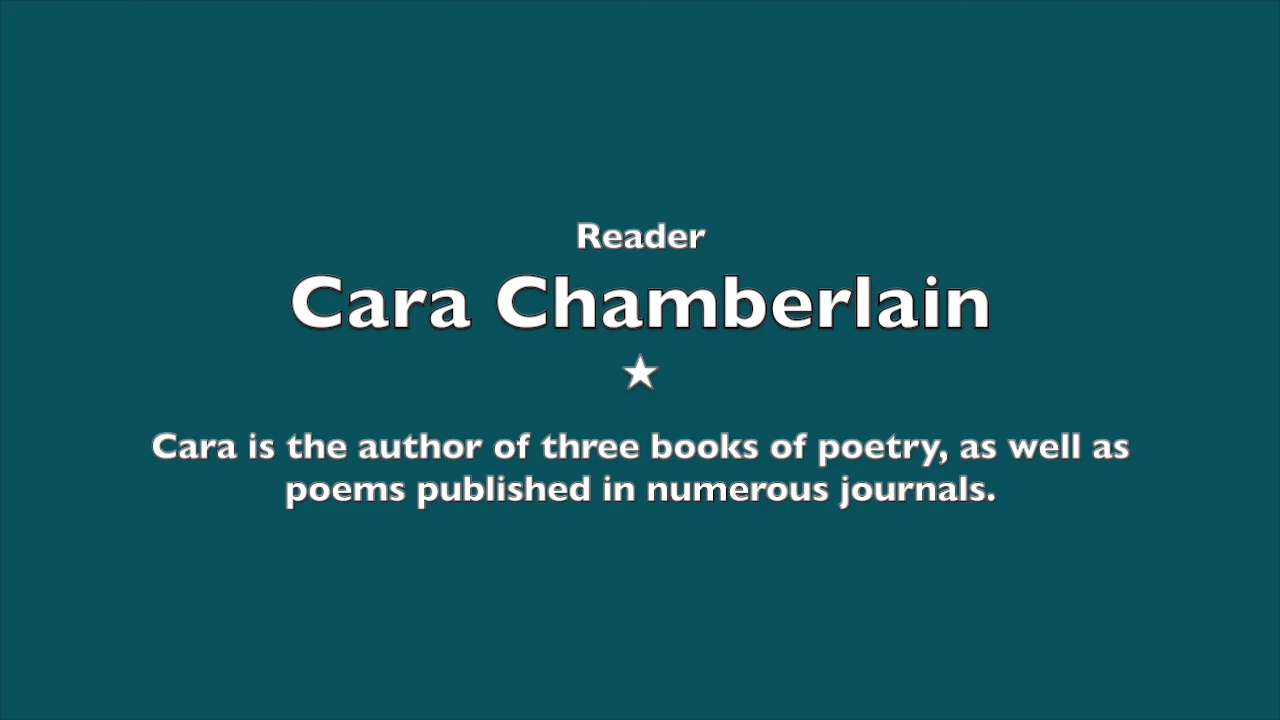 Reader
Cara Chamberlain
★
Cara is the author of three books of poetry, as well as
poems published in numerous journals.